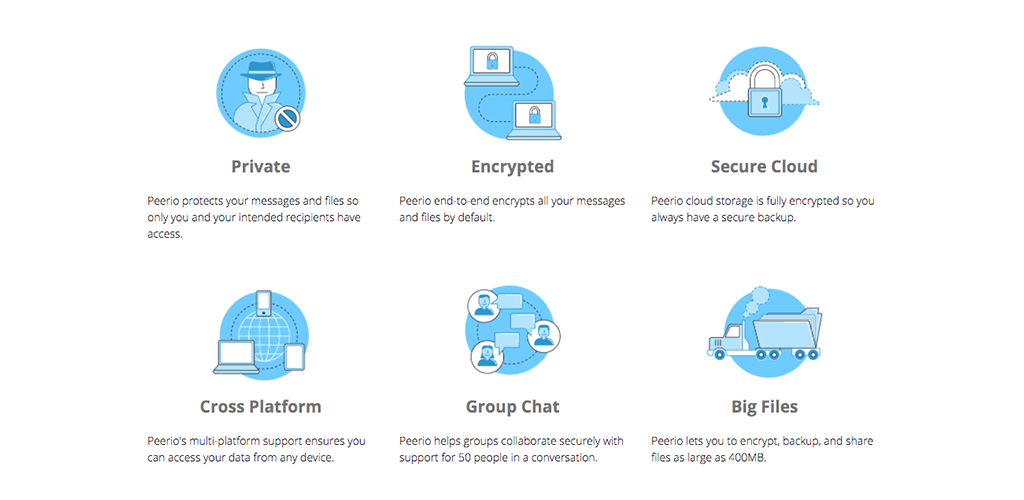 Private
Encrypted
Secure Cloud
Peerio protects your messages and files so
only you and your intended recipients have
access.
Peerio end-to-end encrypts all your messages
and files by default.
Peerio cloud storage is fully encrypted so you
always have a secure backup.
Cross Platform
Group Chat
Big Files
Peerio's multi-platform support ensures you
can access your data from any device.
Peerio helps groups collaborate securely with
support for 50 people in a conversation.
Peerio lets you to encrypt, backup, and share
files as large as 400MB.